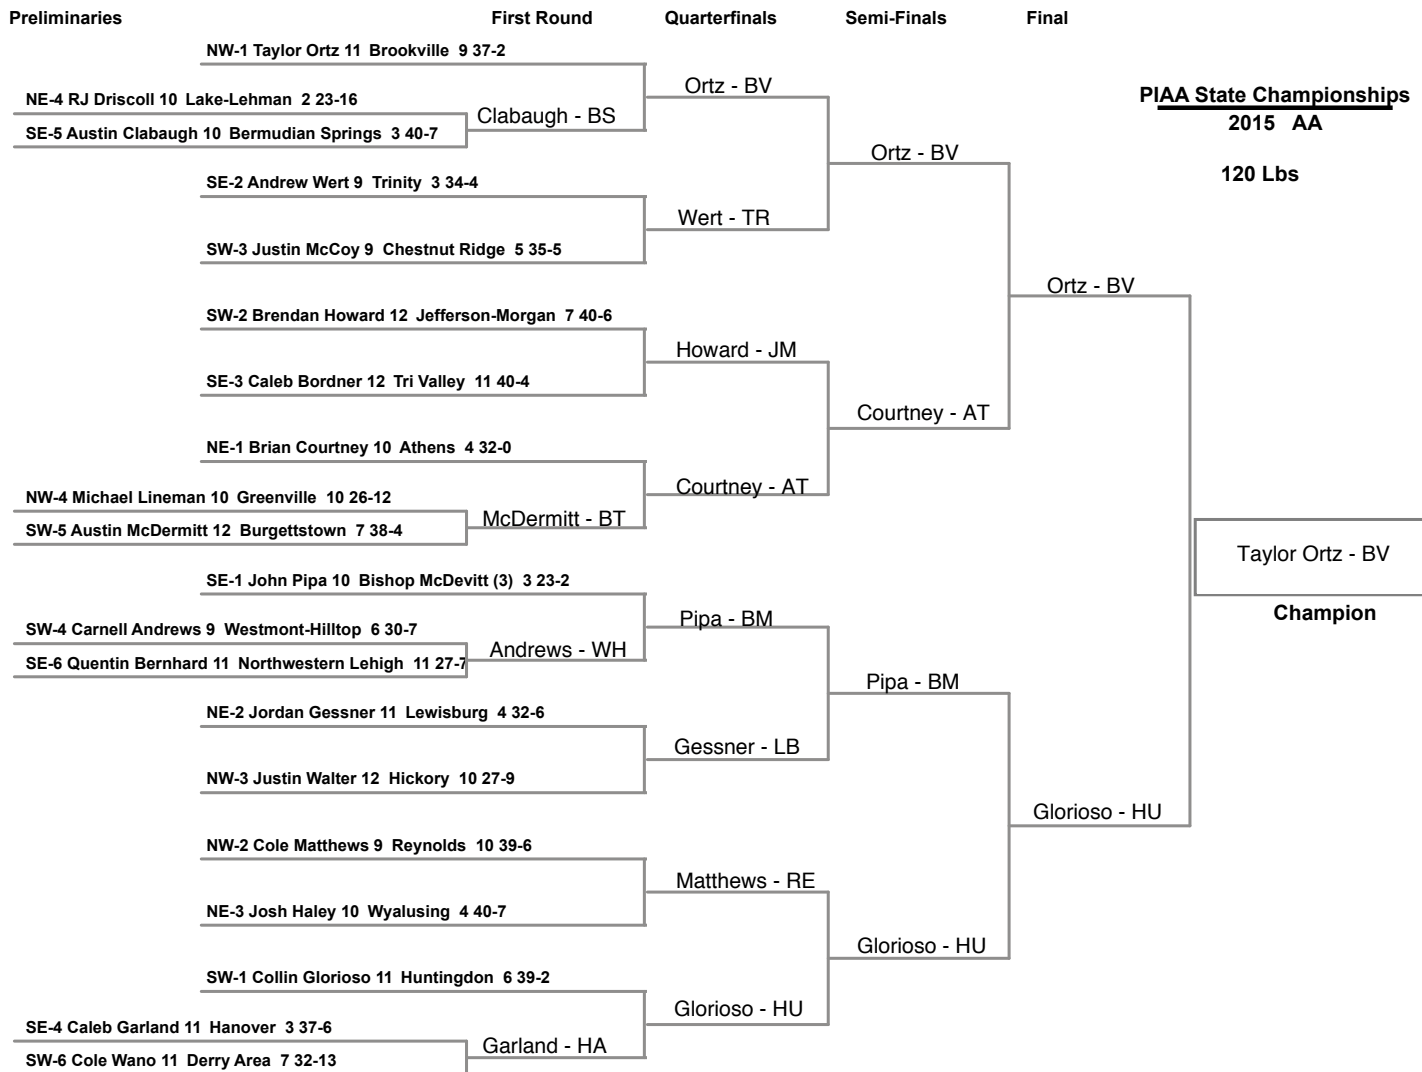 Preliminaries First Round Quarterfinals Semi-Finals Final
NW-1 Taylor Ortz 11 Brookville 9 37-2
Ortz - BV
NE-4 RJ Driscoll 10 Lake-Lehman 2 23-16
PIAA State Championships
Clabaugh - BS
2015 AA
SE-5 Austin Clabaugh 10 Bermudian Springs 3 40-7
Ortz - BV
120 Lbs
SE-2 Andrew Wert 9 Trinity 3 34-4
Wert - TR
SW-3 Justin McCoy 9 Chestnut Ridge 5 35-5
Ortz - BV
SW-2 Brendan Howard 12 Jefferson-Morgan 7 40-6
Howard - JM
SE-3 Caleb Bordner 12 Tri Valley 11 40-4
Courtney - AT
NE-1 Brian Courtney 10 Athens 4 32-0
Courtney - AT
NW-4 Michael Lineman 10 Greenville 10 26-12
McDermitt - BT
SW-5 Austin McDermitt 12 Burgettstown 7 38-4
Taylor Ortz - BV
SE-1 John Pipa 10 Bishop McDevitt (3) 3 23-2
Champion
Pipa - BM
SW-4 Carnell Andrews 9 Westmont-Hilltop 6 30-7
Andrews - WH
SE-6 Quentin Bernhard 11 Northwestern Lehigh 11 27-7
Pipa - BM
NE-2 Jordan Gessner 11 Lewisburg 4 32-6
Gessner - LB
NW-3 Justin Walter 12 Hickory 10 27-9
Glorioso - HU
NW-2 Cole Matthews 9 Reynolds 10 39-6
Matthews - RE
NE-3 Josh Haley 10 Wyalusing 4 40-7
Glorioso - HU
SW-1 Collin Glorioso 11 Huntingdon 6 39-2
Glorioso - HU
SE-4 Caleb Garland 11 Hanover 3 37-6
Garland - HA
SW-6 Cole Wano 11 Derry Area 7 32-13